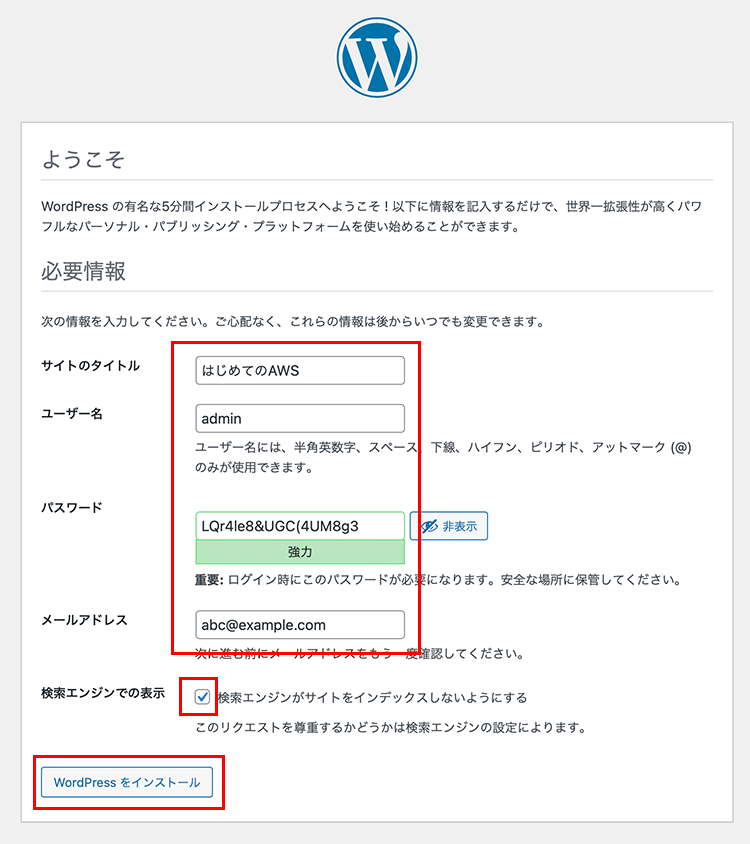 ようこそ
WordPress の有名な5分間インストールプロセスへようこそ！以下に情報を記入するだけで、世界一拡張性が高くパワ
フルなパーソナル・パブリッシング・プラットフォームを使い始めることができます。
必要情報
次の情報を入力してください。ご心配なく、これらの情報は後からいつでも変更できます。
サイトのタイトル
はじめてのAWS
ユーザー名
admin
ユーザー名には、半角英数字、スペース、下線、ハイフン、ピリオド、アットマーク (@)
のみが使用できます。
パスワード
LQr4le8&UGC(4UM8g3
非表示
強力
重要: ログイン時にこのパスワードが必要になります。安全な場所に保管してください。
メールアドレス
abc@example.com
次に進む前にメールアドレスをもう一度確認してください。
検索エンジンでの表示
検索エンジンがサイトをインデックスしないようにする
このリクエストを尊重するかどうかは検索エンジンの設定によります。
WordPress をインストール